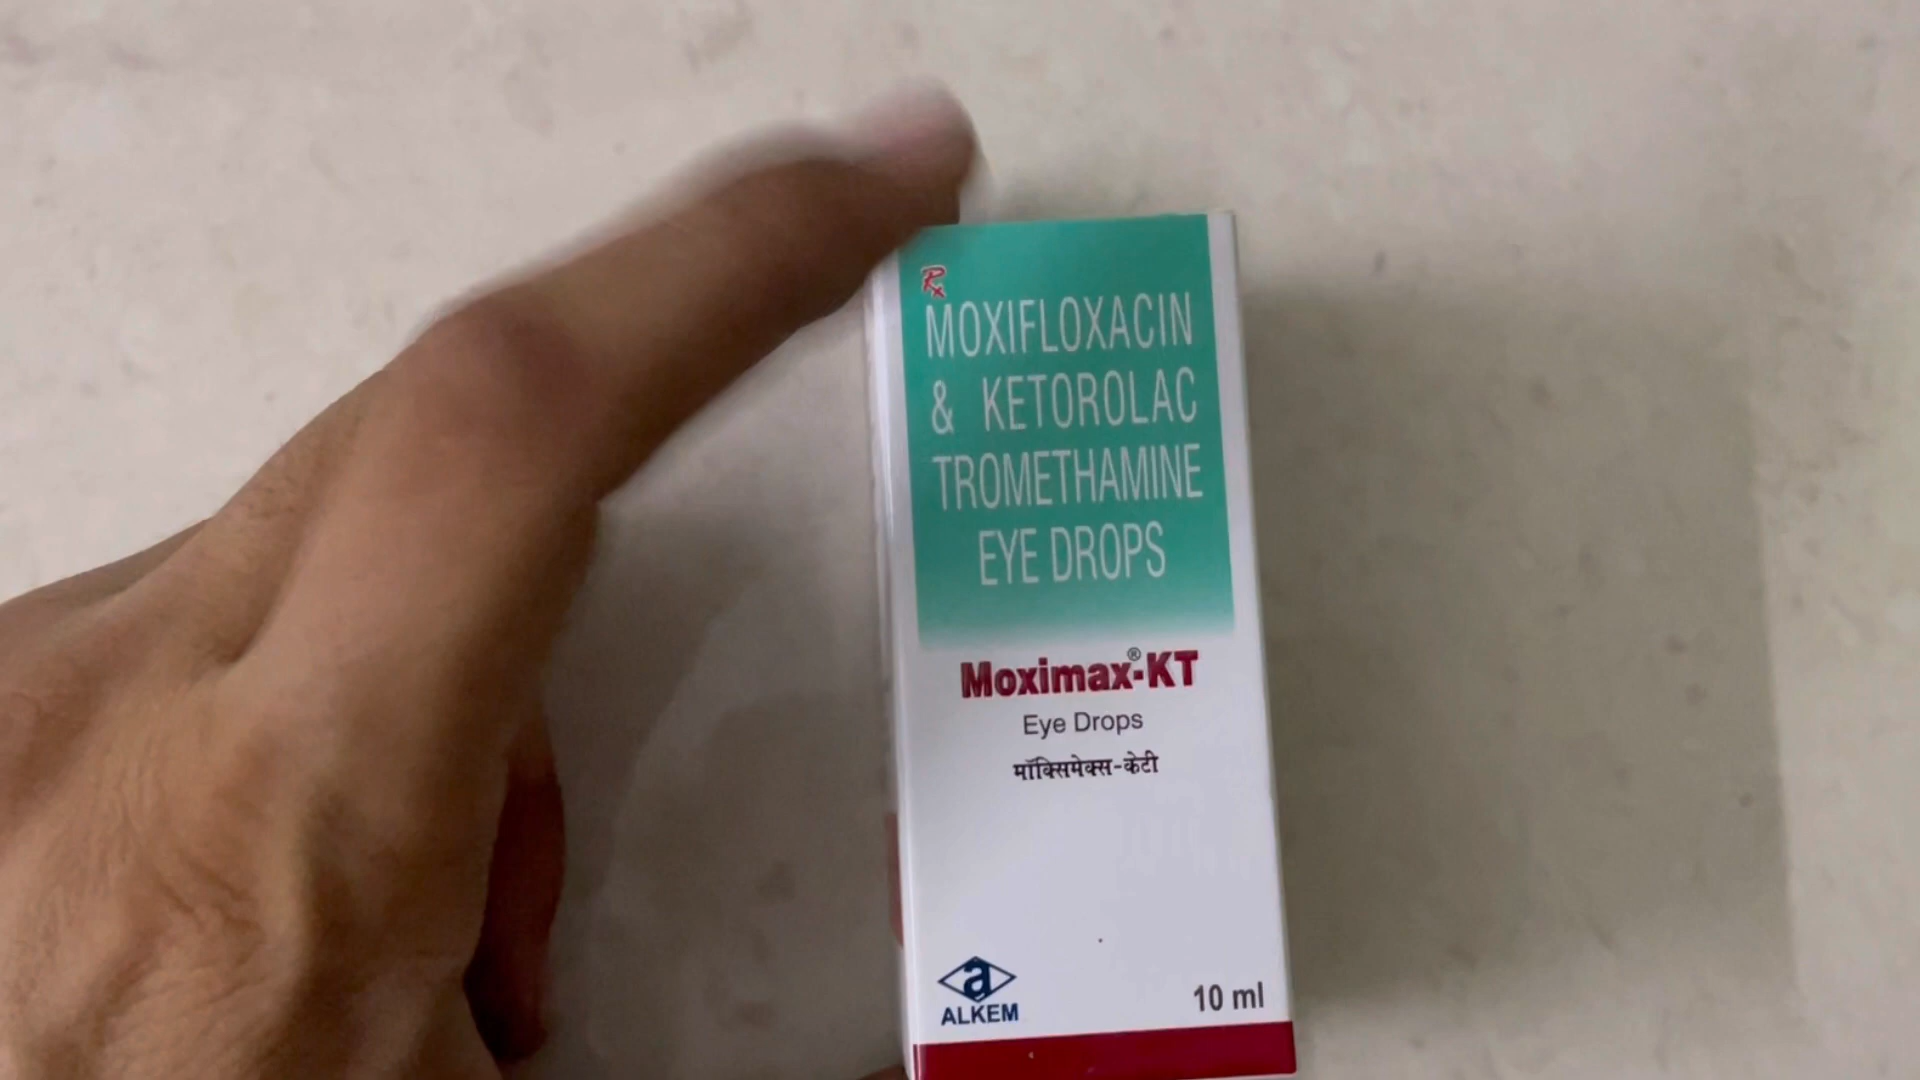 Rx
MOXIFLOXACIN
& KETOROLAC
TROMETHAMINE
EYE DROPS
Moximax®-KT
Eye Drops
मॉक्सिमेक्स-केटी
a
ALKEM
10 ml